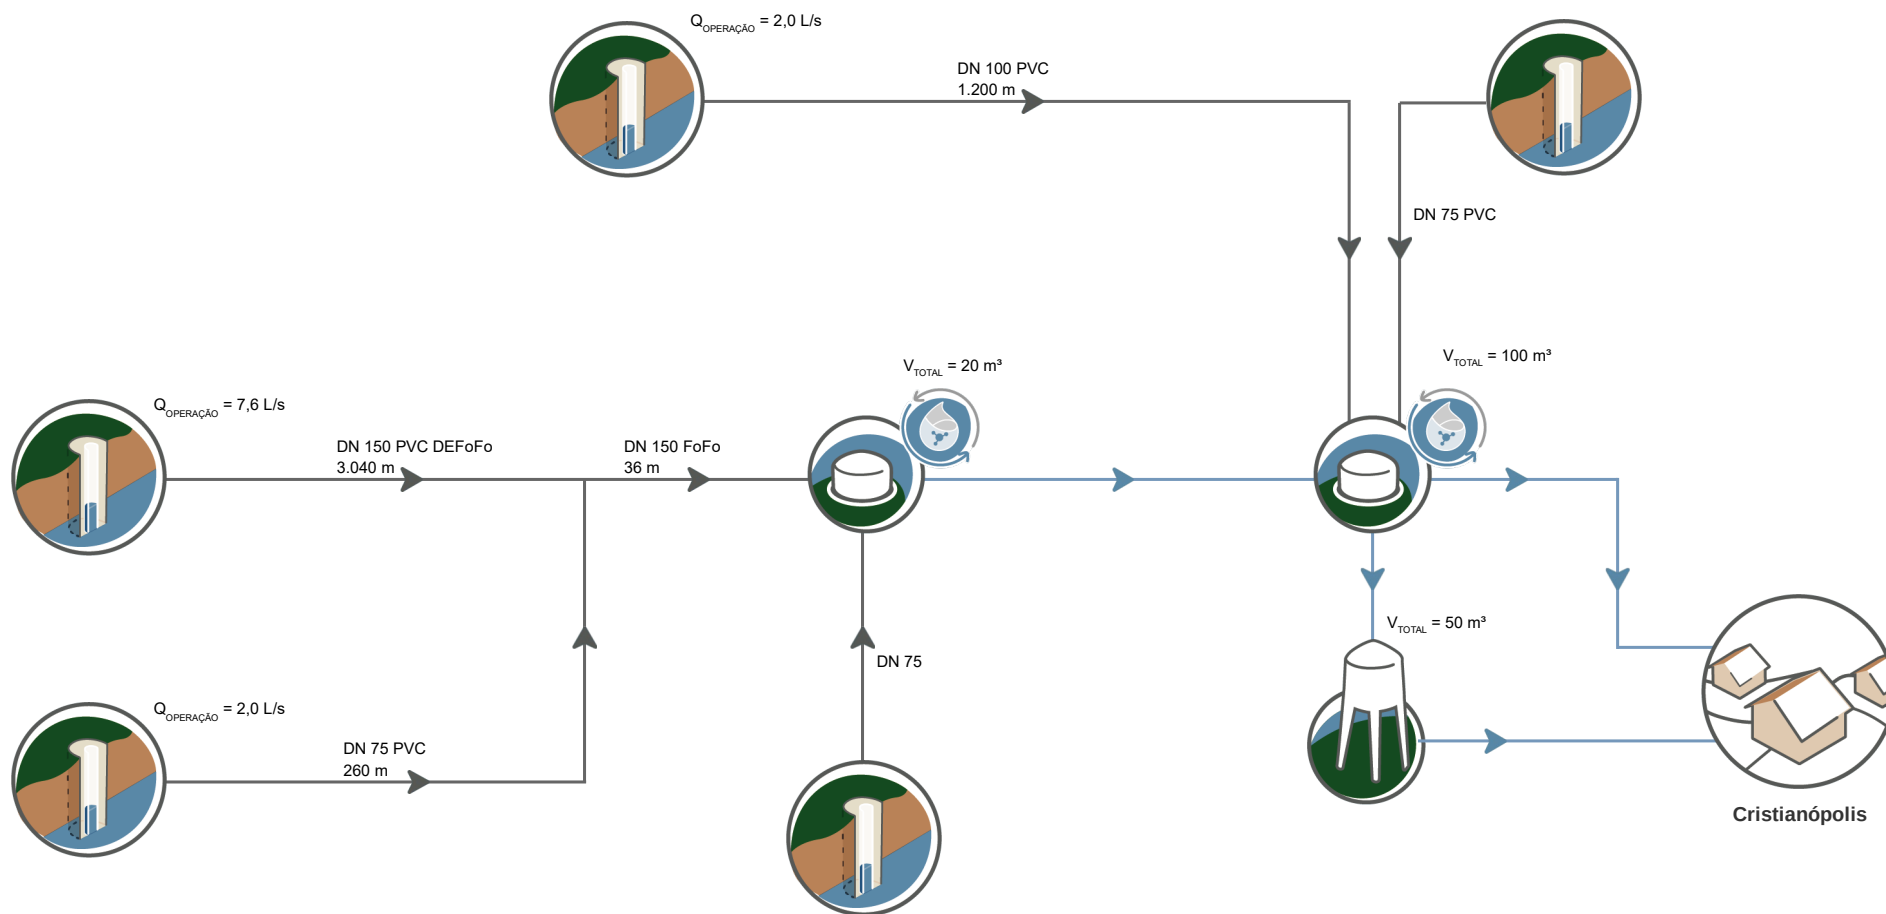 QOPERAÇÃO = 2,0 L/s
DN 100 PVC
1.200 m
DN 75 PVC
VTOTAL = 20 m³
VTOTAL = 100 m³
QOPERAÇÃO = 7,6 L/s
DN 150 PVC DEFoFo
3.040 m
DN 150 FoFo
36 m
VTOTAL = 50 m³
DN 75
QOPERAÇÃO = 2,0 L/s
DN 75 PVC
260 m
Cristianópolis